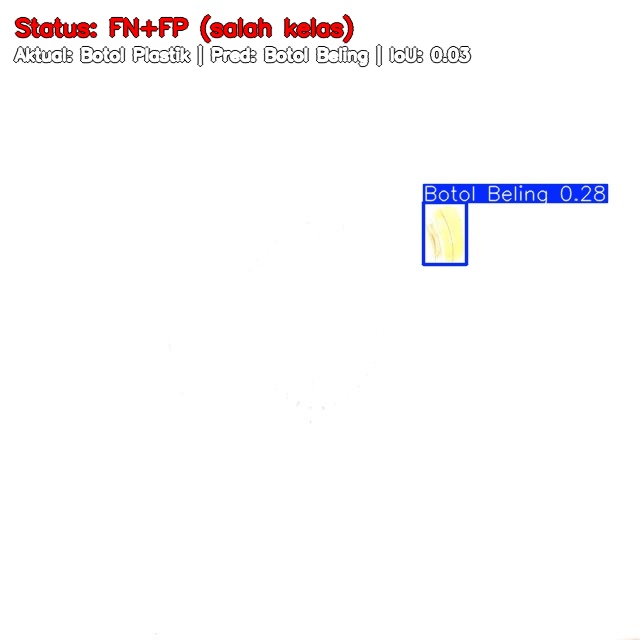 Status: FN+FP (salah kelas)
Aktual: Botol Plastik | Pred: Botol Beling | IoU: 0.03
Botol Beling 0.28